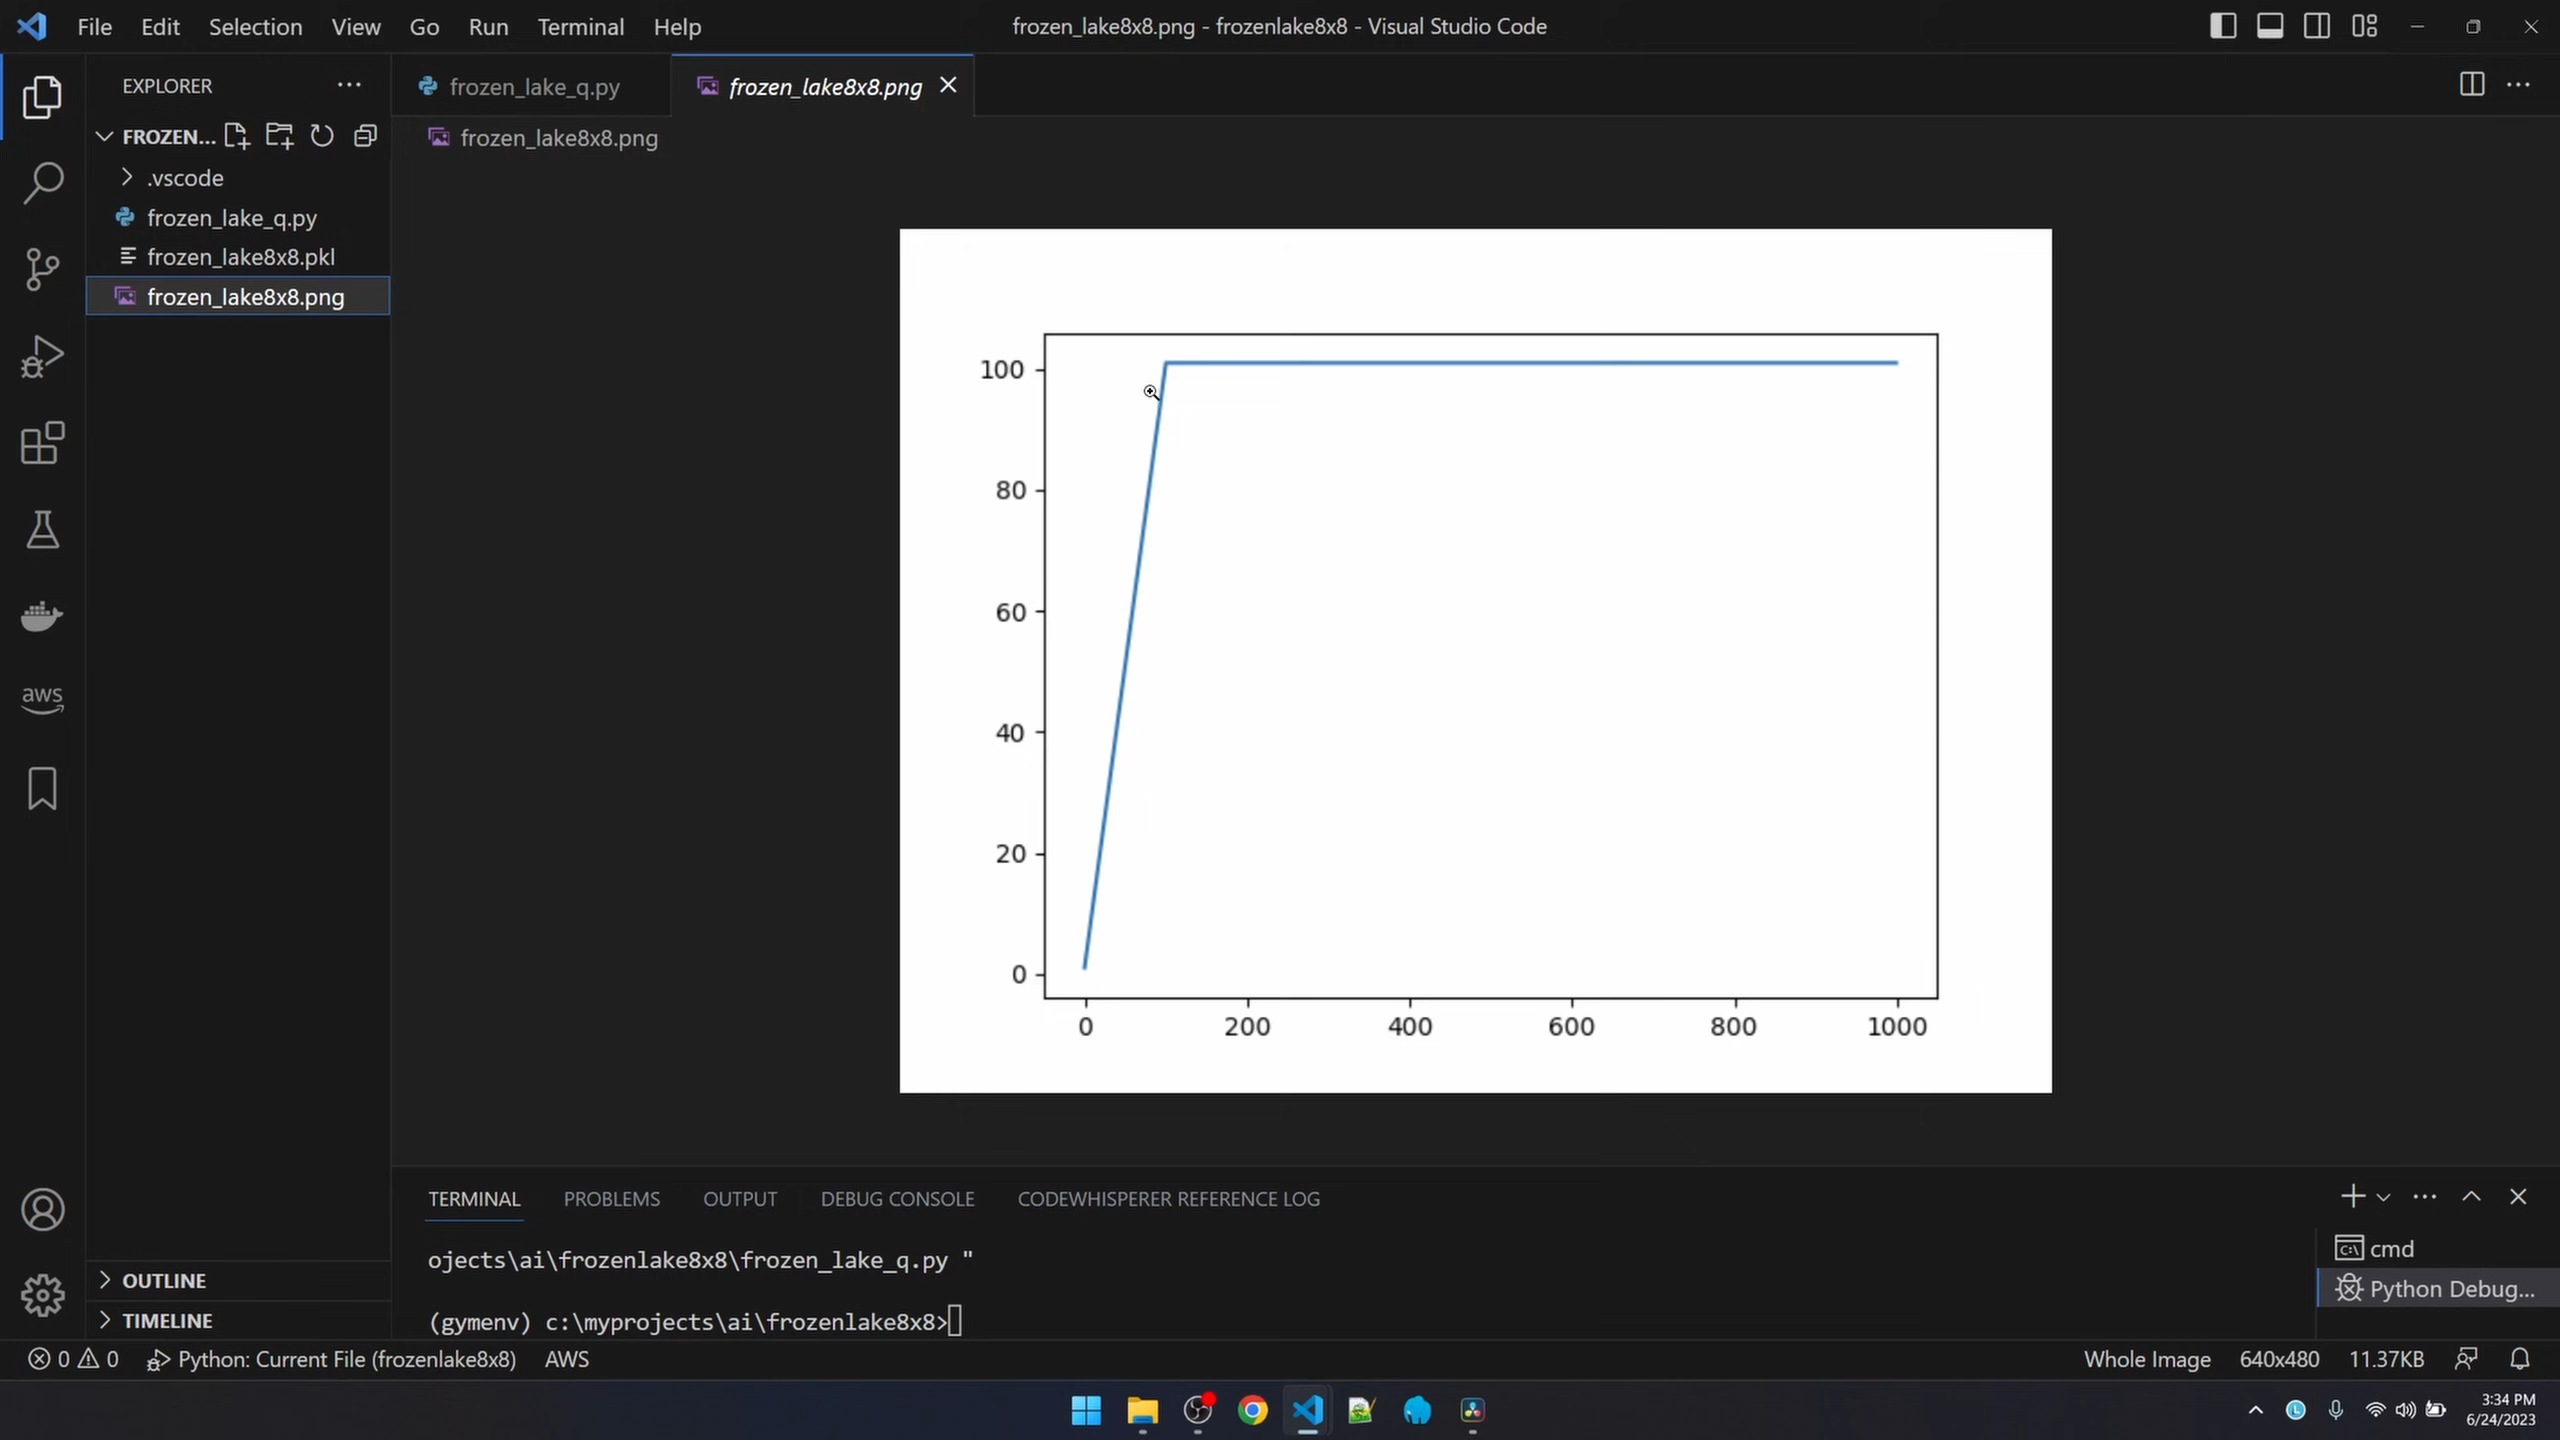 File Edit Selection View Go Run Terminal Help
frozen_lake8x8.png - frozenlake8x8 - Visual Studio Code
EXPLORER
FROZEN...
.vscode
frozen_lake_q.py
frozen_lake8x8.pkl
frozen_lake8x8.png
aws
OUTLINE
TIMELINE
frozen_lake_q.py frozen_lake8x8.png
frozen_lake8x8.png
100
80
60
40
20
0
0 200 400 600 800 1000
TERMINAL PROBLEMS OUTPUT DEBUG CONSOLE CODEWHISPERER REFERENCE LOG
ojects\ai\frozenlake8x8\frozen_lake_q.py "
(gymenv) c:\myprojects\ai\frozenlake8x8>
cmd
Python Debug...
0 0 Python: Current File (frozenlake8x8) AWS
Whole Image 640x480 11.37KB
3:34 PM
6/24/2023